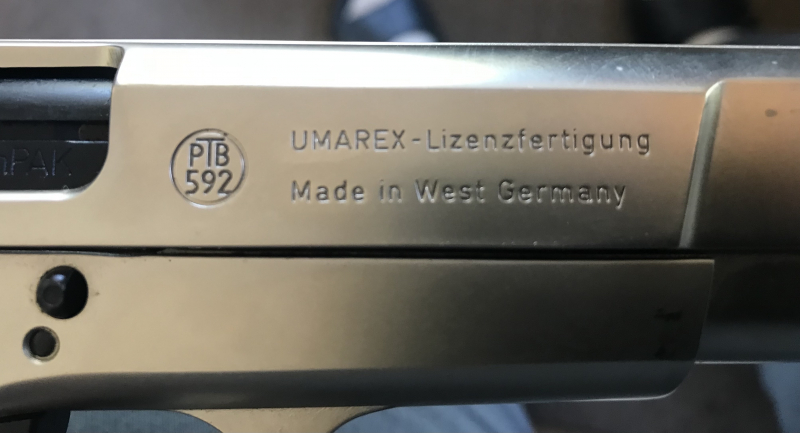 PTB
592
UMAREX-Lizenzfertigung
Made in West Germany